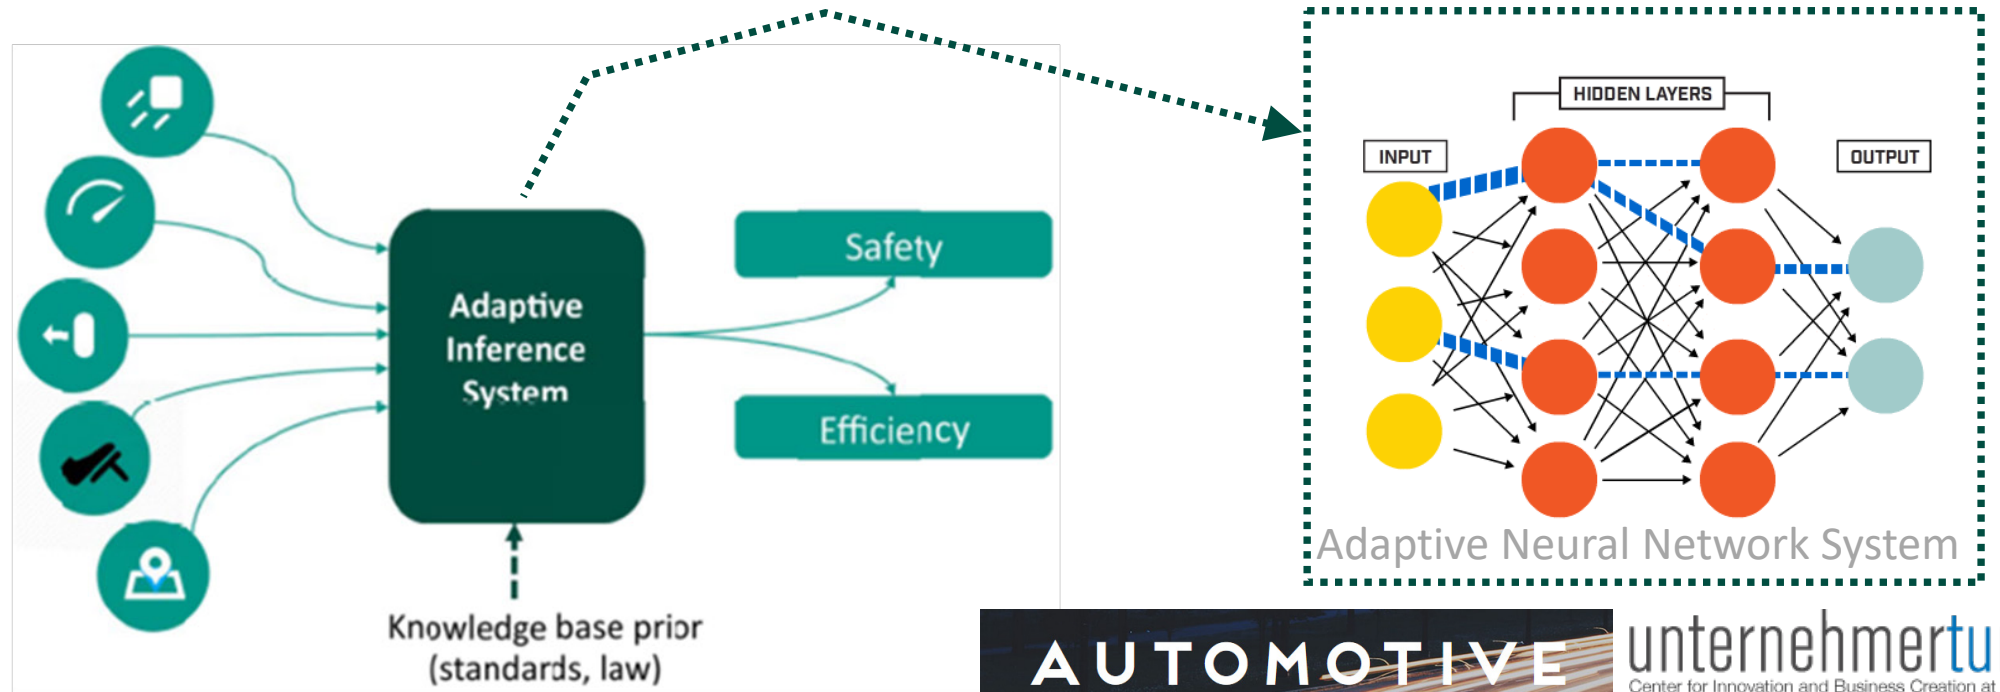 HIDDEN LAYERS
INPUT
OUTPUT
Adaptive
Inference
System
Safety
Efficiency
Knowledge base prior
(standards, law)
Adaptive Neural Network System
AUTOMOTIVE
unternehmertu
Center for Innovation and Business Creation at